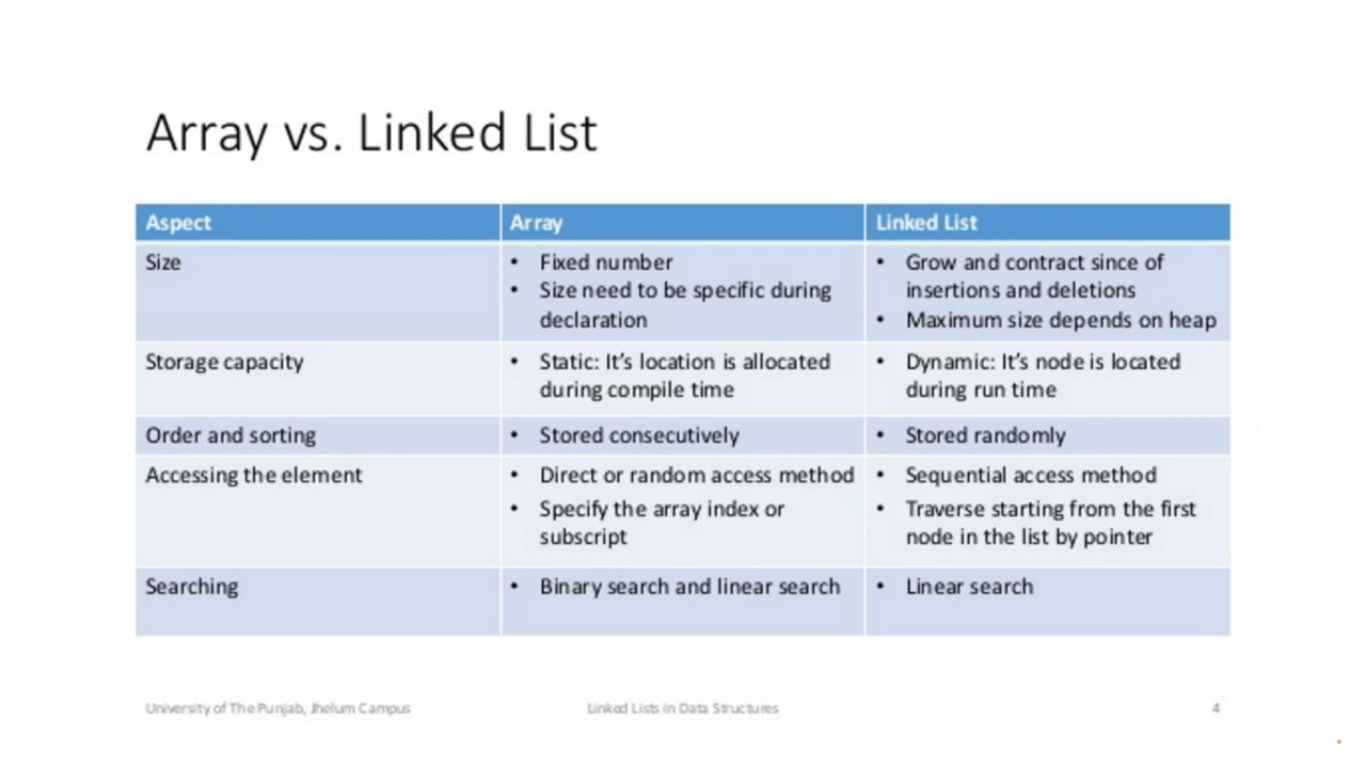 Array vs. Linked List
Aspect
Array
Linked List
Size
• Fixed number
• Size need to be specific during
declaration
• Grow and contract since of
insertions and deletions
• Maximum size depends on heap
Storage capacity
• Static: It's location is allocated
during compile time
• Dynamic: It's node is located
during run time
Order and sorting
• Stored consecutively
• Stored randomly
Accessing the element
• Direct or random access method
• Specify the array index or
subscript
• Sequential access method
• Traverse starting from the first
node in the list by pointer
Searching
• Binary search and linear search
• Linear search
University of The Punjab, Jhelum Campus
Linked Lists in Data Structures
4